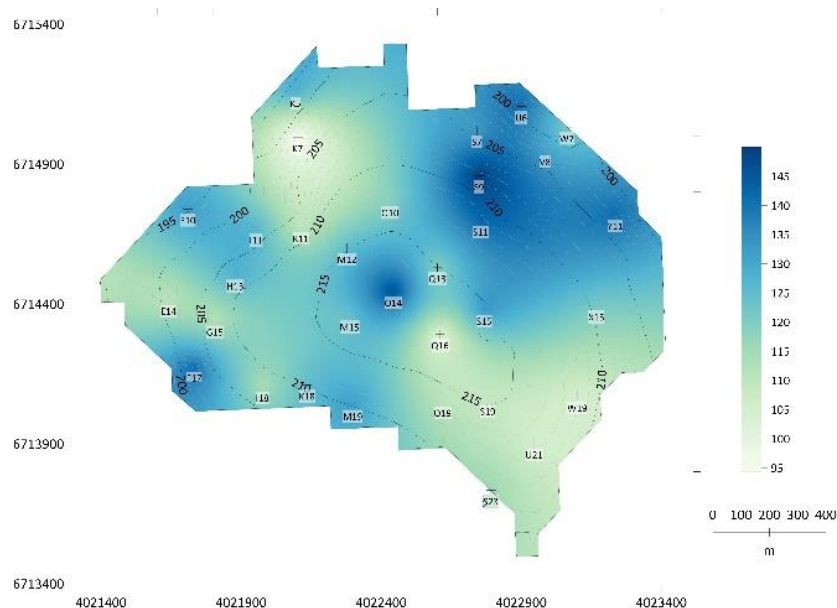 6715400
200
U6
K5
S7
W7
205
205
K7
V8
6714900
200
145
S9
140
195
O10
210
F10
200
Y11
135
210
S11
I11
K11
130
M12
Q13
125
215
H13
6714400
O14
120
E14
205
S15
X15
M15
115
G15
Q16
110
F17
210
105
200
210
I18
K18
215
W19
100
M19
O19
S19
6713900
U21
95
S23
0 100 200 300 400
m
6713400
4021400 4021900 4022400 4022900 4023400